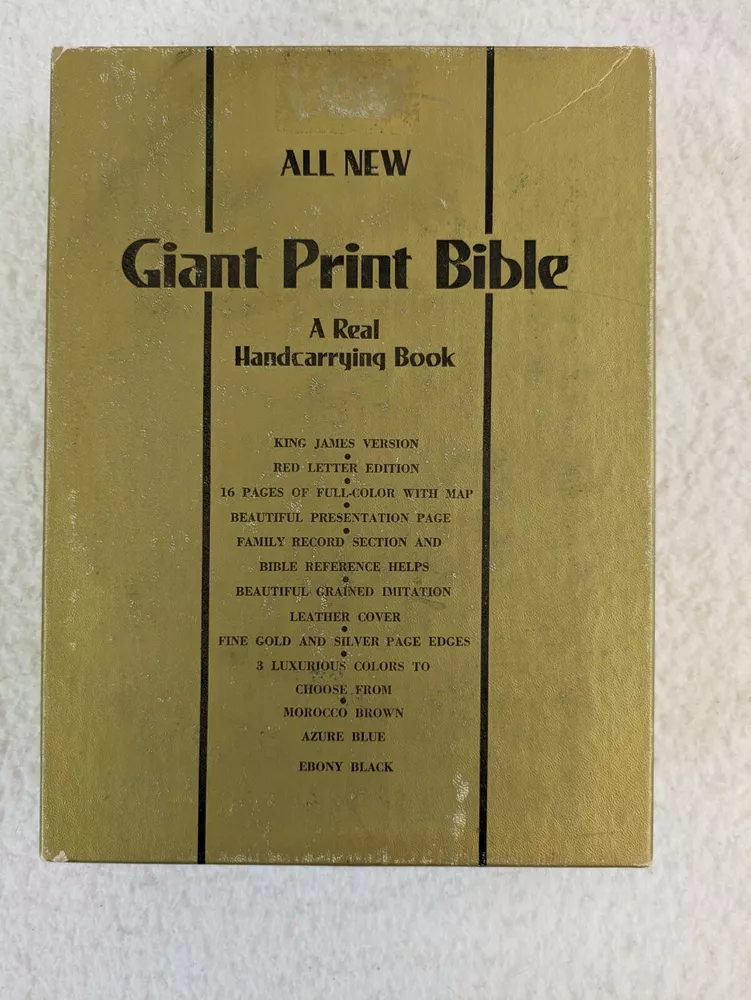 ALL NEW
Giant Print Bible
A Real
Handcarrying Book
KING JAMES VERSION
•
RED LETTER EDITION
•
16 PAGES OF FULL-COLOR WITH MAP
•
BEAUTIFUL PRESENTATION PAGE
•
FAMILY RECORD SECTION AND
BIBLE REFERENCE HELPS
•
BEAUTIFUL GRAINED IMITATION
LEATHER COVER
•
FINE GOLD AND SILVER PAGE EDGES
•
3 LUXURIOUS COLORS TO
CHOOSE FROM
•
MOROCCO BROWN
AZURE BLUE
EBONY BLACK